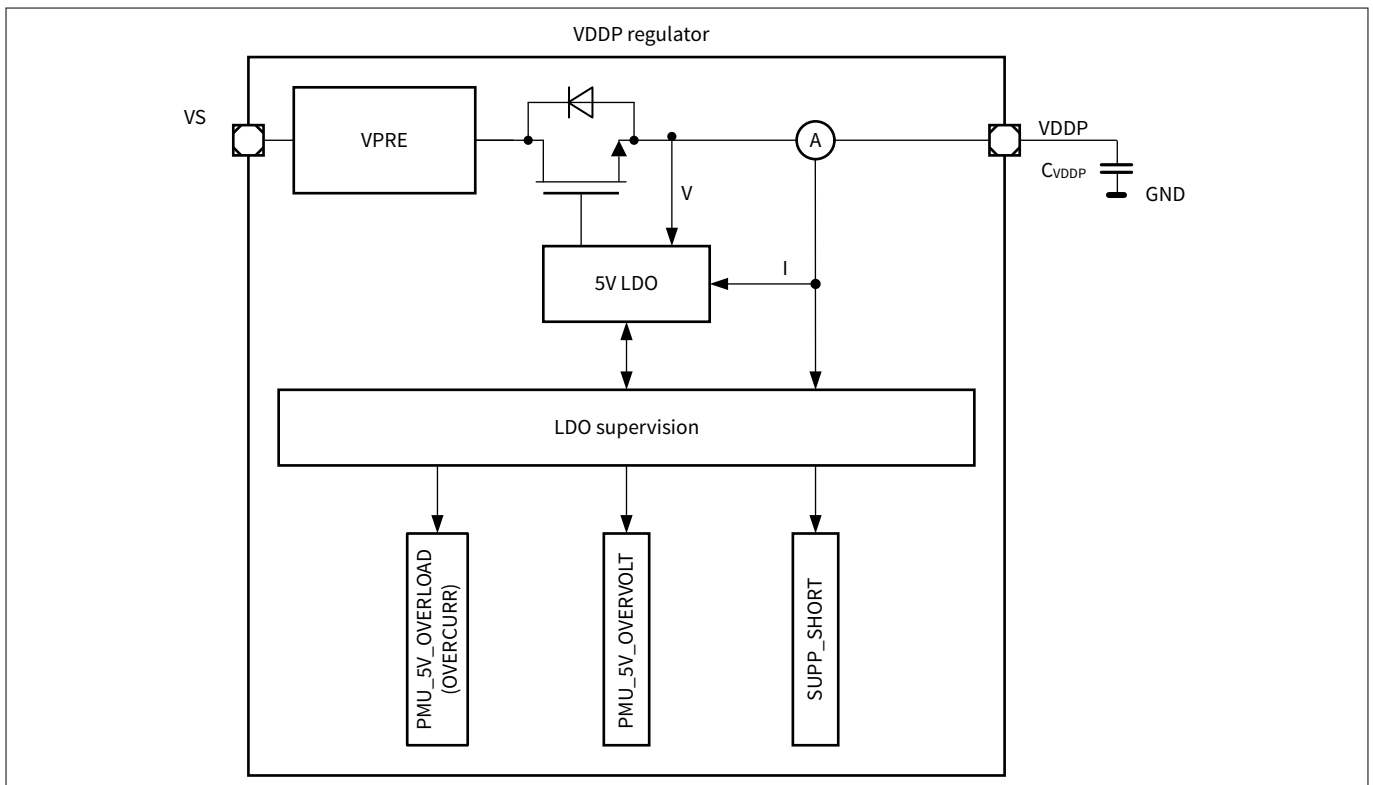 VDDP regulator
VS
VPRE
A
VDDP
CVDDP
GND
V
5V LDO
I
LDO supervision
PMU_5V_OVERLOAD
(OVERCURR)
PMU_5V_OVERVOLT
SUPP_SHORT